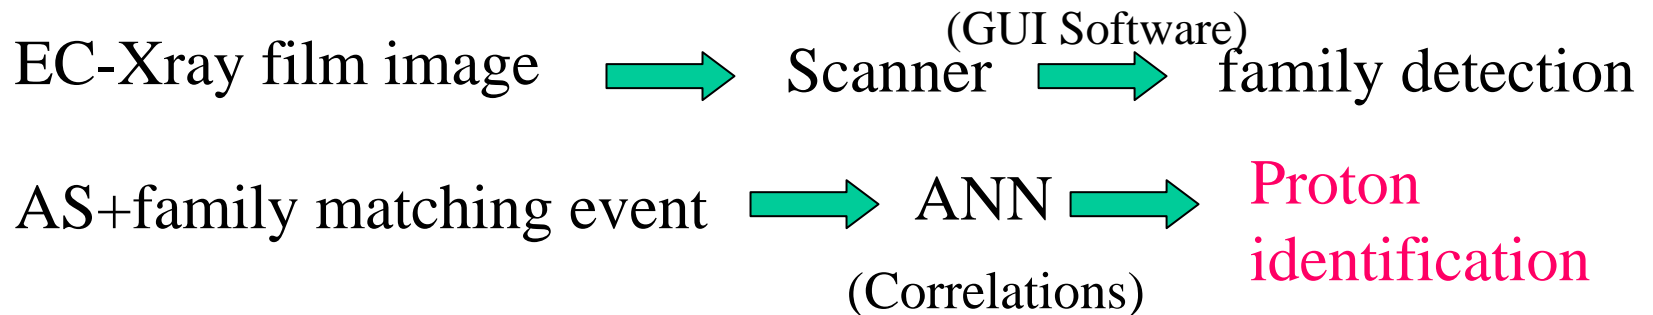 (GUI Software)
EC-Xray film image Scanner family detection
AS+family matching event ANN Proton
identification
(Correlations)